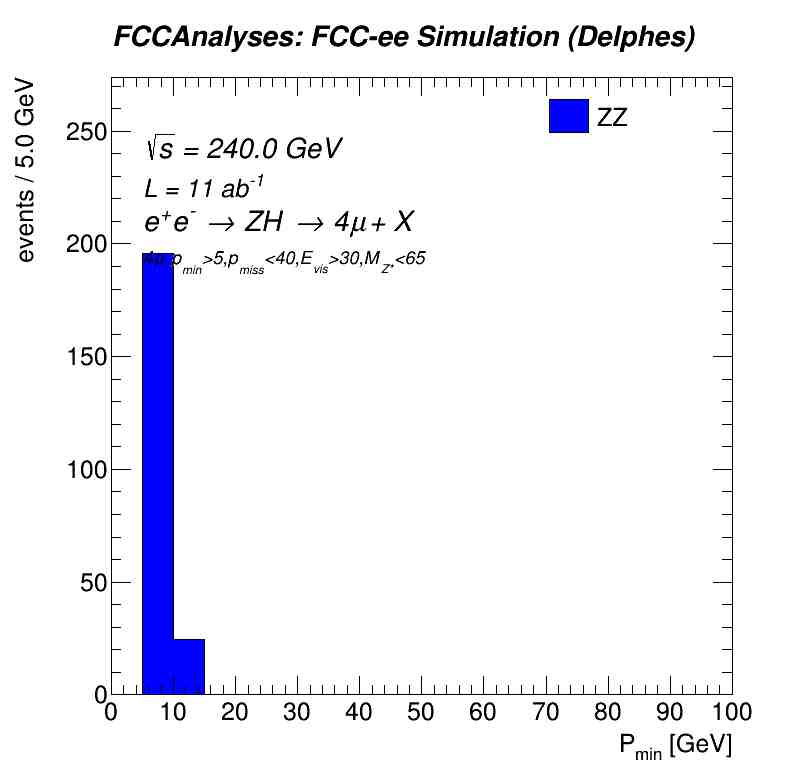 FCCAnalyses: FCC-ee Simulation (Delphes)
events / 5.0 GeV
ZZ
√s = 240.0 GeV
L = 11 ab⁻¹
e⁺e⁻ → ZH → 4μ + X
p_min>5,p_miss<40,E_vis>30,M_Z*<65
250
200
150
100
50
0
0 10 20 30 40 50 60 70 80 90 100
P_min [GeV]